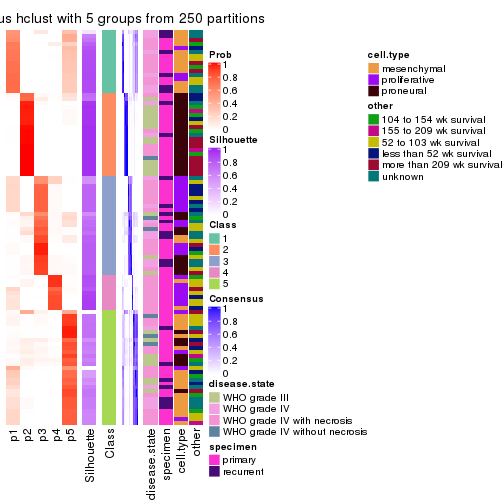 us hclust with 5 groups from 250 partitions
Prob
1
0.8
0.6
0.4
0.2
0
Silhouette
1
0.8
0.6
0.4
0.2
0
Class
1
2
3
4
5
Consensus
1
0.8
0.6
0.4
0.2
0
disease.state
WHO grade III
WHO grade IV
WHO grade IV with necrosis
WHO grade IV without necrosis
specimen
primary
recurrent
cell.type
mesenchymal
proliferative
proneural
other
104 to 154 wk survival
155 to 209 wk survival
52 to 103 wk survival
less than 52 wk survival
more than 209 wk survival
unknown
p1
p2
p3
p4
p5
Silhouette
Class
disease.state
specimen
cell.type
other